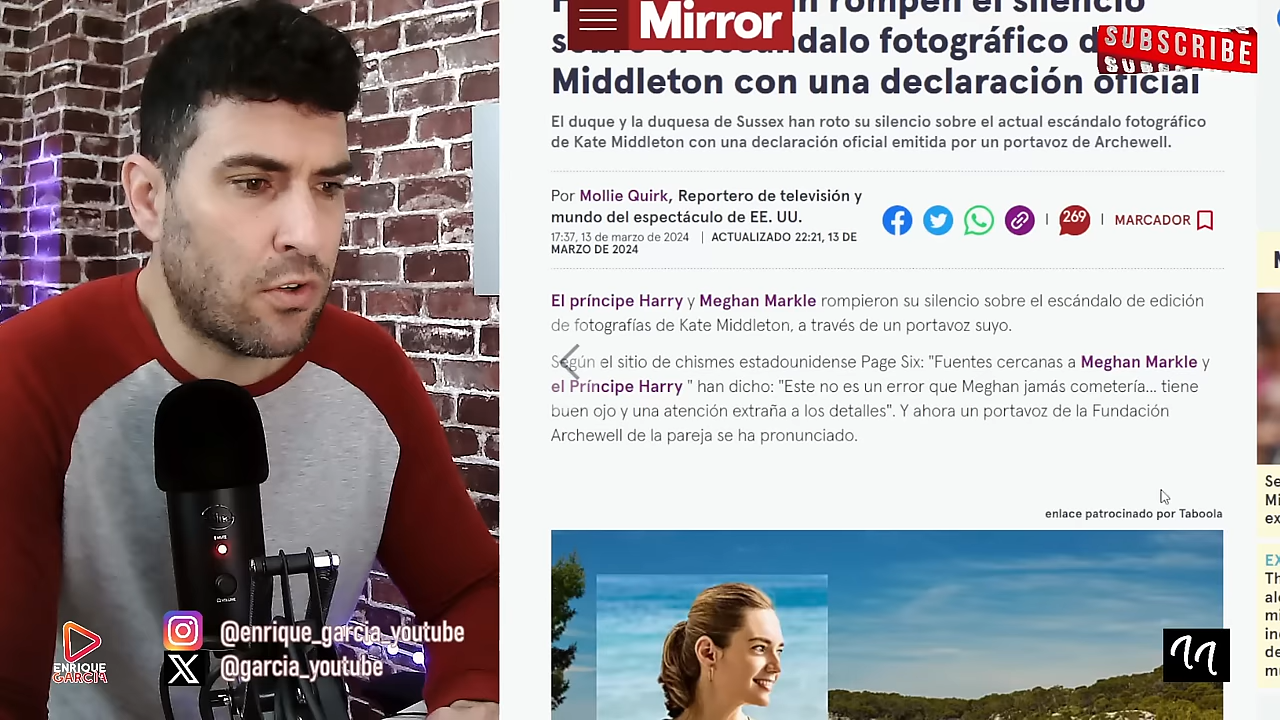 Mirror
rompen el silencio
escándalo fotográfico
Middleton con una declaración oficial
SUBSCRIBE
El duque y la duquesa de Sussex han roto su silencio sobre el actual escándalo fotográfico
de Kate Middleton con una declaración oficial emitida por un portavoz de Archewell.
Por Mollie Quirk, Reportero de televisión y
mundo del espectáculo de EE. UU.
17:37, 13 de marzo de 2024 | ACTUALIZADO 22:21, 13 DE
MARZO DE 2024
269
MARCADOR
El príncipe Harry y Meghan Markle rompieron su silencio sobre el escándalo de edición
de fotografías de Kate Middleton, a través de un portavoz suyo.
Según el sitio de chismes estadounidense Page Six: "Fuentes cercanas a Meghan Markle y
el Príncipe Harry " han dicho: "Este no es un error que Meghan jamás cometería... tiene
buen ojo y una atención extraña a los detalles". Y ahora un portavoz de la Fundación
Archewell de la pareja se ha pronunciado.
enlace patrocinado por Taboola
ENRIQUE
GARCIA
@enrique_garcia_youtube
@garcia_youtube